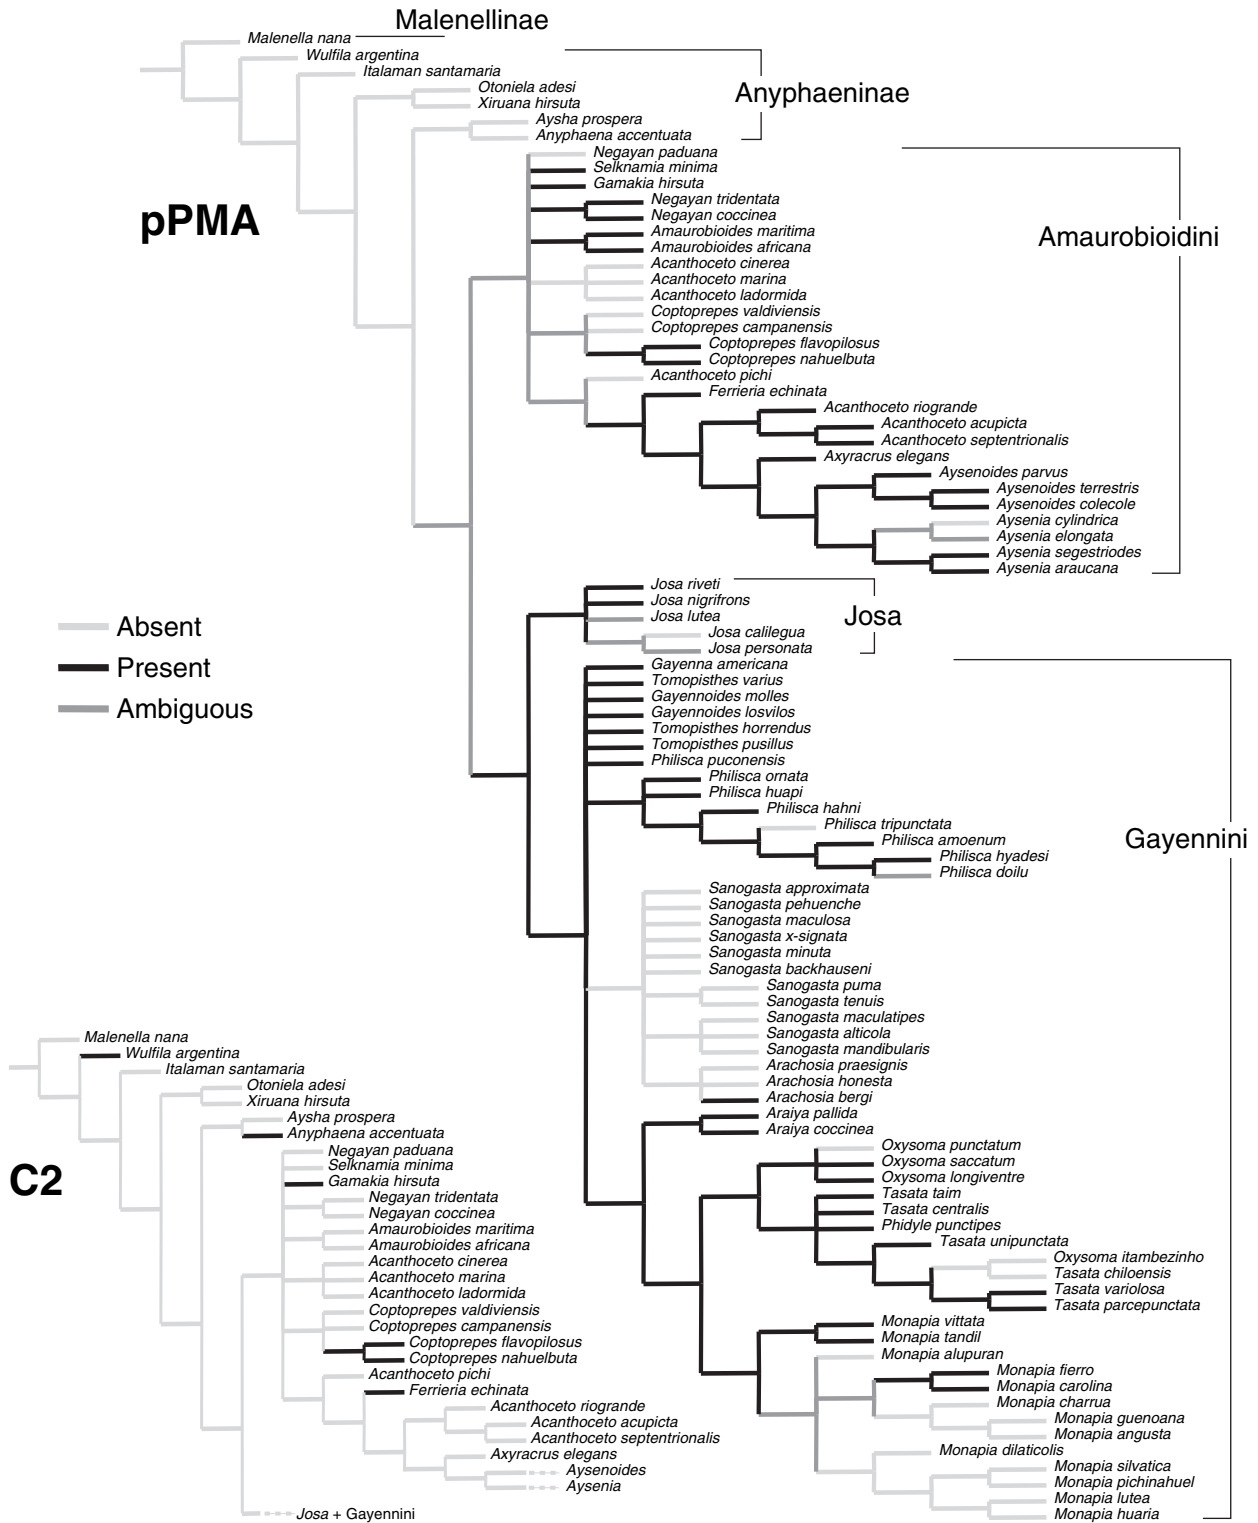 Malenellinae
Malenella nana
Wulfila argentina
Italaman santamaria
Otoniela adesi
Xiruana hirsuta
Anyphaeninae
Aysha prospera
Anyphaena accentuata
pPMA
Negayan paduana
Selknamia minima
Gamakia hirsuta
Negayan tridentata
Negayan coccinea
Amaurobioides maritima
Amaurobioidini
Amaurobioides africana
Acanthoceto cinerea
Acanthoceto marina
Acanthoceto ladormida
Coptoprepes valdiviensis
Coptoprepes campanensis
Coptoprepes flavopilosus
Coptoprepes nahuelbuta
Acanthoceto pichi
Ferrieria echinata
Acanthoceto riogrande
Acanthoceto acupicta
Acanthoceto septentrionalis
Axyracrus elegans
Aysenoides parvus
Aysenoides terrestris
Aysenoides colecole
Aysenia cylindrica
Aysenia elongata
Aysenia segestriodes
Aysenia araucana
Absent
Present
Ambiguous
Josa riveti
Josa nigrifrons
Josa lutea
Josa
Josa calilegua
Josa personata
Gayenna americana
Tomopisthes varius
Gayennoides molles
Gayennoides losvilos
Tomopisthes horrendus
Tomopisthes pusillus
Philisca puconensis
Philisca ornata
Philisca huapi
Philisca hahni
Philisca tripunctata
Gayennini
Philisca amoenum
Philisca hyadesi
Philisca doilu
Sanogasta approximata
Sanogasta pehuenche
Sanogasta maculosa
Sanogasta x-signata
Sanogasta minuta
Sanogasta backhauseni
Sanogasta puma
Sanogasta tenuis
Sanogasta maculatipes
Sanogasta alticola
Sanogasta mandibularis
Arachosia praesignis
Arachosia honesta
Arachosia bergi
Araiya pallida
Araiya coccinea
Oxysoma punctatum
Oxysoma saccatum
Oxysoma longiventre
Tasata taim
Tasata centralis
Phidyle punctipes
Tasata unipunctata
Oxysoma itambezinho
Tasata chiloensis
Tasata variolosa
Tasata parcepunctata
Monapia vittata
Monapia tandil
Monapia alupuran
Monapia fierro
Monapia carolina
Monapia charrua
Monapia guenoana
Monapia angusta
Monapia dilaticolis
Monapia silvatica
Monapia pichinahuel
Monapia lutea
Monapia huaria
C2
Malenella nana
Wulfila argentina
Italaman santamaria
Otoniela adesi
Xiruana hirsuta
Aysha prospera
Anyphaena accentuata
Negayan paduana
Selknamia minima
Gamakia hirsuta
Negayan tridentata
Negayan coccinea
Amaurobioides maritima
Amaurobioides africana
Acanthoceto cinerea
Acanthoceto marina
Acanthoceto ladormida
Coptoprepes valdiviensis
Coptoprepes campanensis
Coptoprepes flavopilosus
Coptoprepes nahuelbuta
Acanthoceto pichi
Ferrieria echinata
Acanthoceto riogrande
Acanthoceto acupicta
Acanthoceto septentrionalis
Axyracrus elegans
Aysenoides
Aysenia
Josa + Gayennini